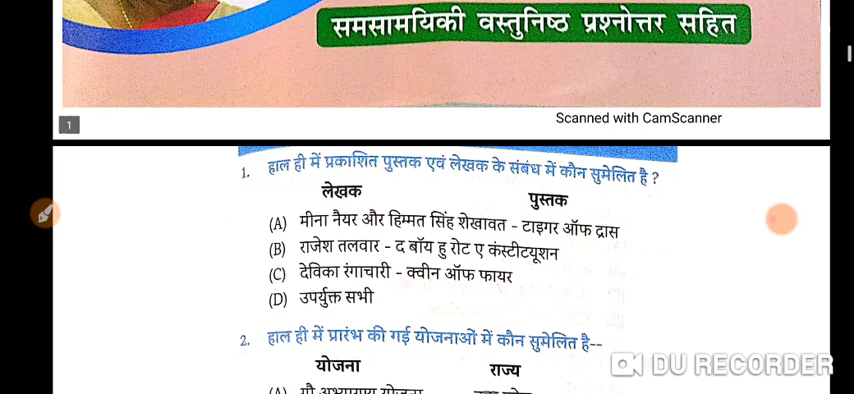 समसामयिकी वस्तुनिष्ठ प्रश्नोत्तर सहित
Scanned with CamScanner
1
1. हाल ही में प्रकाशित पुस्तक एवं लेखक के संबंध में कौन सुमेलित है ?
लेखक पुस्तक
(A) मीना नैयर और हिम्मत सिंह शेखावत - टाइगर ऑफ द्रास
(B) राजेश तलवार - द बॉय हु रोट ए कंस्टीटयूशन
(C) देविका रंगाचारी - क्वीन ऑफ फायर
(D) उपर्युक्त सभी
2. हाल ही में प्रारंभ की गई योजनाओं में कौन सुमेलित है--
योजना राज्य
DU RECORDER